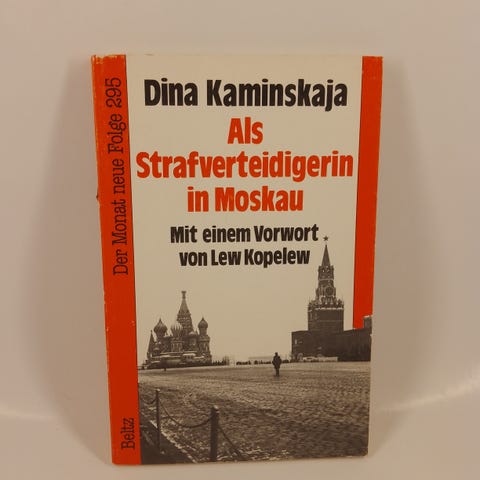 Dina Kaminskaja
Als
Strafverteidigerin
in Moskau
Mit einem Vorwort
von Lew Kopelew
Der Monat neue Folge 295
Beltz